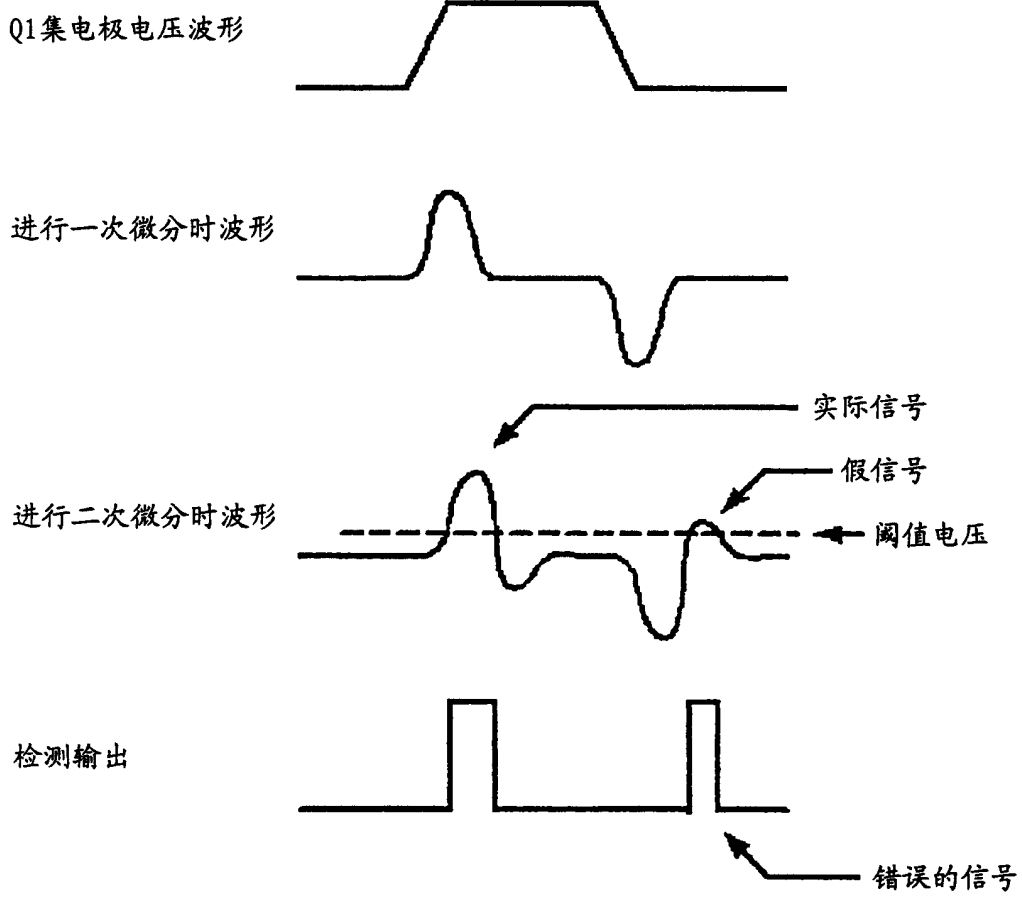 Q1集电极电压波形
进行一次微分时波形
实际信号
假信号
进行二次微分时波形
阈值电压
检测输出
错误的信号